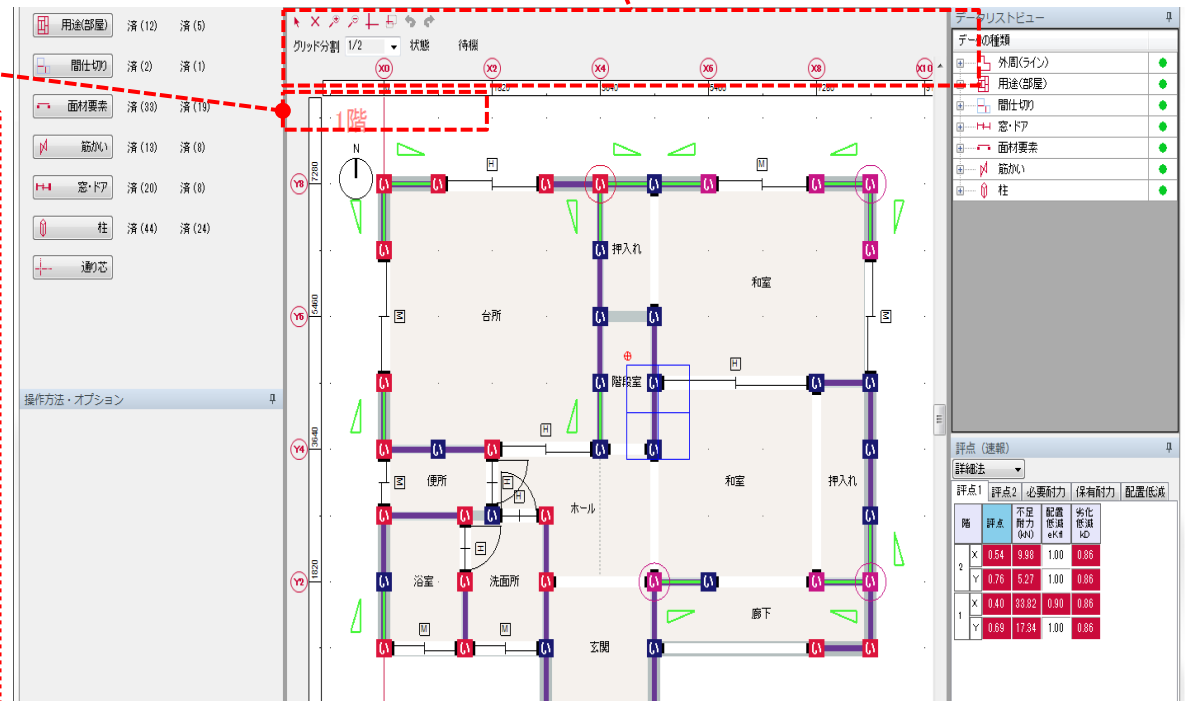 用途(部屋) 済(12) 済(5)
間仕切り 済(2) 済(1)
面材要素 済(33) 済(19)
筋かい 済(13) 済(8)
窓・ドア 済(20) 済(8)
柱 済(44) 済(24)
通り芯
操作方法・オプション
グリッド分割 1/2 状態 待機
X0 X2 X4 X6 X8 X10
1階
N
H M
Y8 7280
押入れ
和室
Y6 5460
M 台所 M
階段室 H
H
Y4 3640
M 便所 H 和室 押入れ
H ホール
H
Y2 1820
浴室 洗面所
廊下
M M
玄関
データリストビュー
データの種類
外周(ライン)
用途(部屋)
間仕切り
窓・ドア
面材要素
筋かい
柱
評点(速報)
詳細法
評点1 評点2 必要耐力 保有耐力 配置低減
階 評点 不足耐力(kN) 配置低減eKfl 劣化低減kD
2 X 0.54 9.98 1.00 0.86
Y 0.76 5.27 1.00 0.86
1 X 0.40 33.82 0.90 0.86
Y 0.69 17.34 1.00 0.86